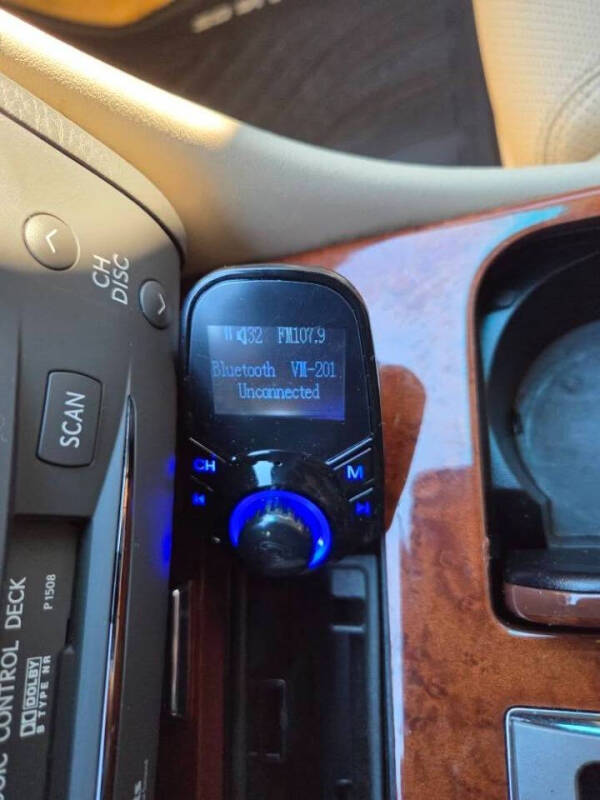 CH
DISC
SCAN
32 FM107.9
Bluetooth VM-201
Unconnected
CH
M
CONTROL DECK
P1508
DOLBY
B TYPE NR